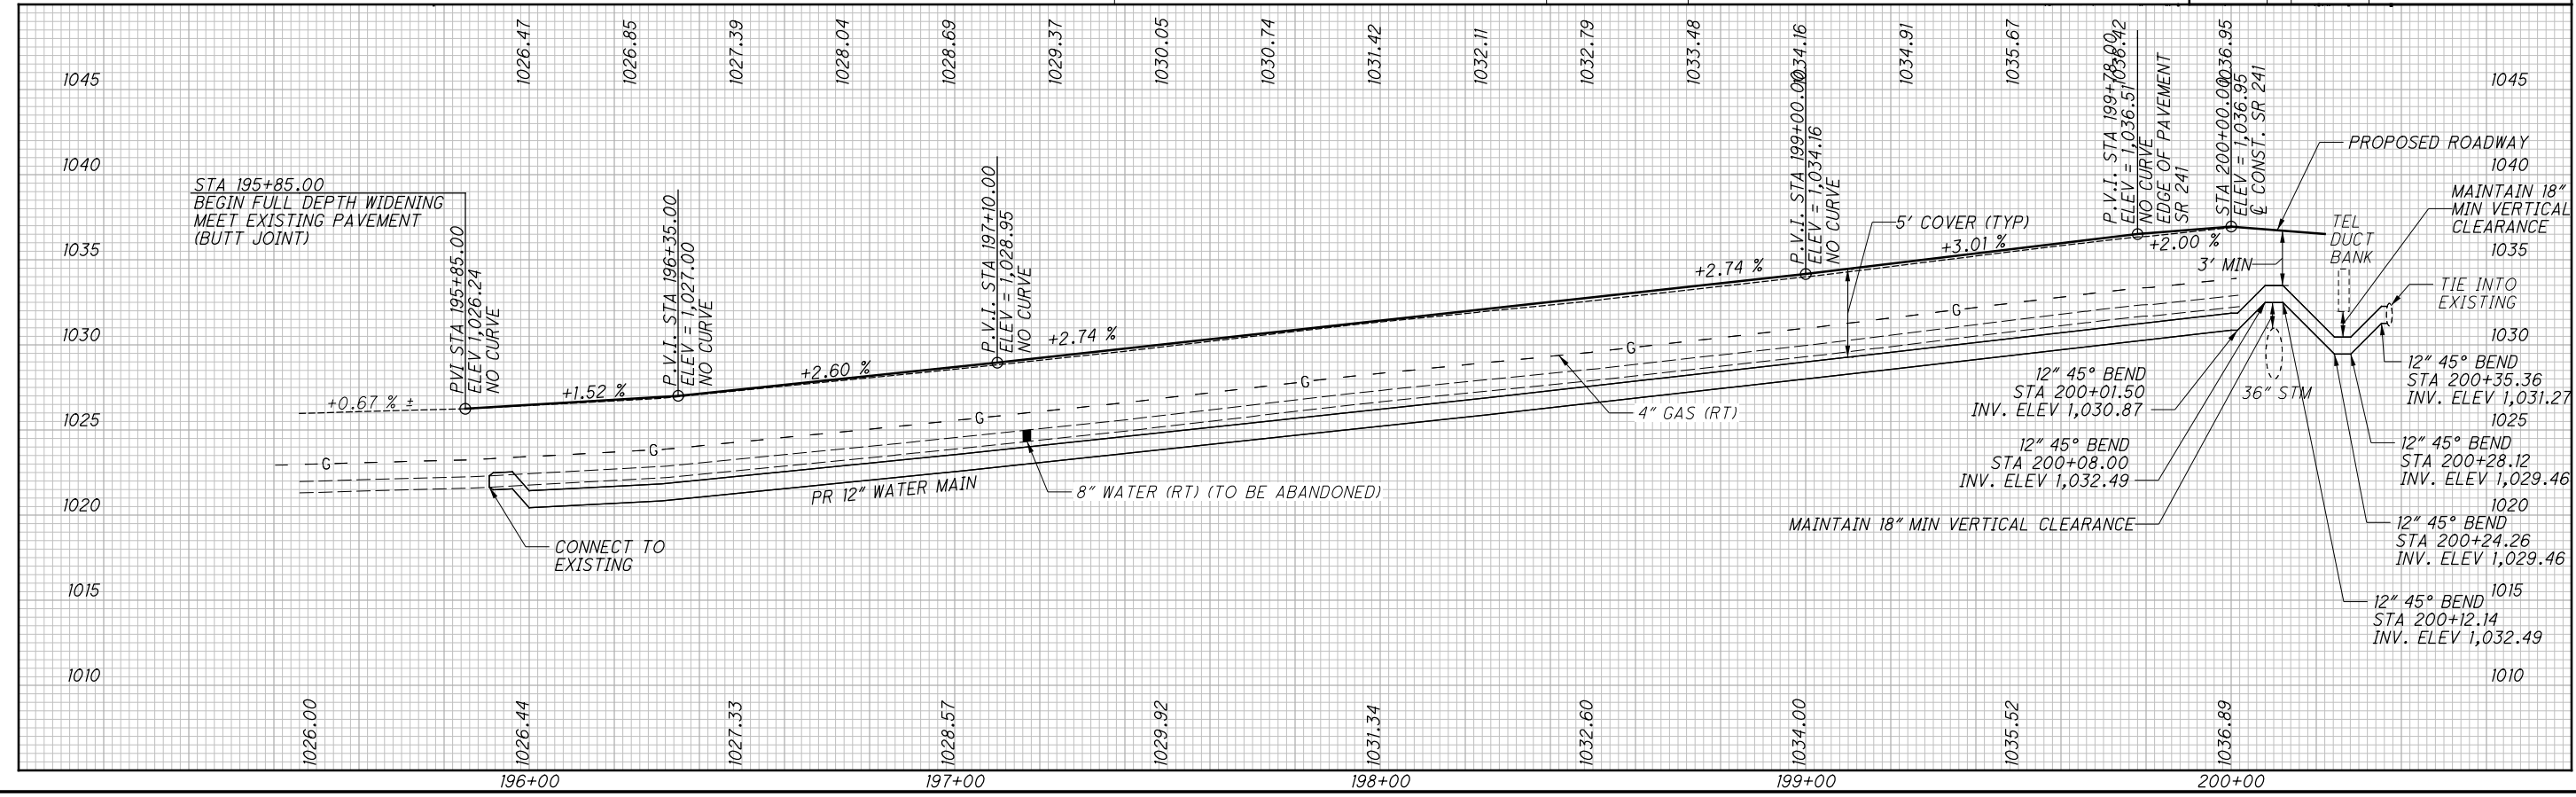 1026.47
1026.85
1027.39
1028.04
1028.69
1029.37
1030.05
1030.74
1031.42
1032.11
1032.79
1033.48
1034.16
1034.91
1035.67
1036.42
1036.95
1045
1045
1040
1040
1035
1035
1030
1030
1025
1025
1020
1020
1015
1015
1010
1010
STA 195+85.00
BEGIN FULL DEPTH WIDENING
MEET EXISTING PAVEMENT
(BUTT JOINT)
PVI STA 195+85.00
ELEV 1,026.24
NO CURVE
P.V.I. STA 196+35.00
ELEV = 1,027.00
NO CURVE
P.V.I. STA 197+10.00
ELEV = 1,028.95
NO CURVE
P.V.I. STA 199+00.00
ELEV = 1,034.16
NO CURVE
P.V.I. STA 199+78.00
ELEV = 1,036.51
NO CURVE
EDGE OF PAVEMENT
SR 241
STA 200+00.00
ELEV = 1,036.95
℄ CONST. SR 241
+0.67 % ±
+1.52 %
+2.60 %
+2.74 %
+2.74 %
+3.01 %
+2.00 %
PROPOSED ROADWAY
MAINTAIN 18"
MIN VERTICAL
CLEARANCE
TEL
DUCT
BANK
5' COVER (TYP)
3' MIN
TIE INTO
EXISTING
G
G
G
G
G
G
4" GAS (RT)
8" WATER (RT) (TO BE ABANDONED)
PR 12" WATER MAIN
CONNECT TO
EXISTING
36" STM
12" 45° BEND
STA 200+01.50
INV. ELEV 1,030.87
12" 45° BEND
STA 200+08.00
INV. ELEV 1,032.49
MAINTAIN 18" MIN VERTICAL CLEARANCE
12" 45° BEND
STA 200+35.36
INV. ELEV 1,031.27
12" 45° BEND
STA 200+28.12
INV. ELEV 1,029.46
12" 45° BEND
STA 200+24.26
INV. ELEV 1,029.46
12" 45° BEND
STA 200+12.14
INV. ELEV 1,032.49
1026.00
1026.44
1027.33
1028.57
1029.92
1031.34
1032.60
1034.00
1035.52
1036.89
196+00
197+00
198+00
199+00
200+00